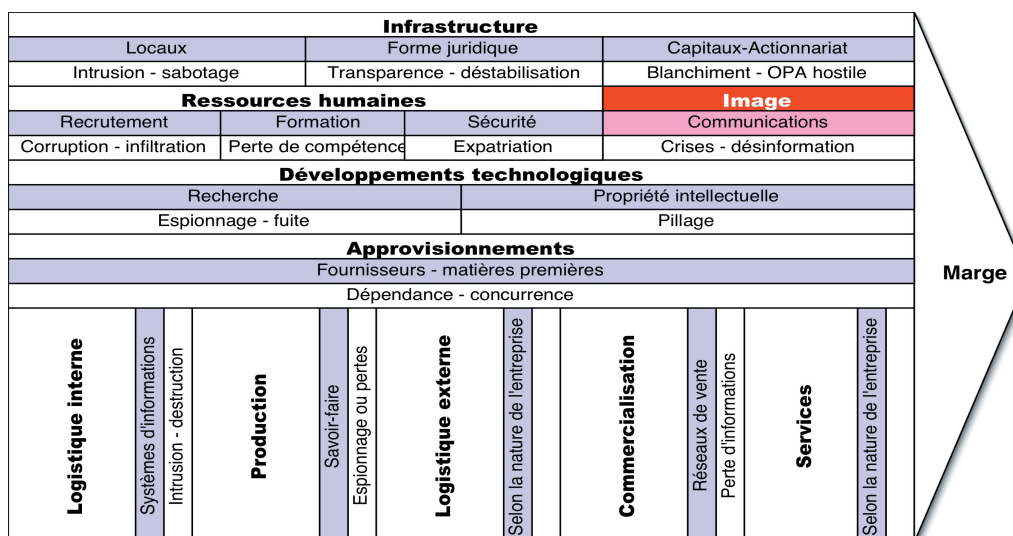 Infrastructure
Locaux
Forme juridique
Capitaux-Actionnariat
Intrusion - sabotage
Transparence - déstabilisation
Blanchiment - OPA hostile
Ressources humaines
Image
Recrutement
Formation
Sécurité
Communications
Corruption - infiltration
Perte de compétence
Expatriation
Crises - désinformation
Développements technologiques
Recherche
Propriété intellectuelle
Espionnage - fuite
Pillage
Approvisionnements
Fournisseurs - matières premières
Dépendance - concurrence
Marge
Logistique interne
Systèmes d'informations
Intrusion - destruction
Production
Savoir-faire
Espionnage ou pertes
Logistique externe
Selon la nature de l'entreprise
Commercialisation
Réseaux de vente
Perte d'informations
Services
Selon la nature de l'entreprise